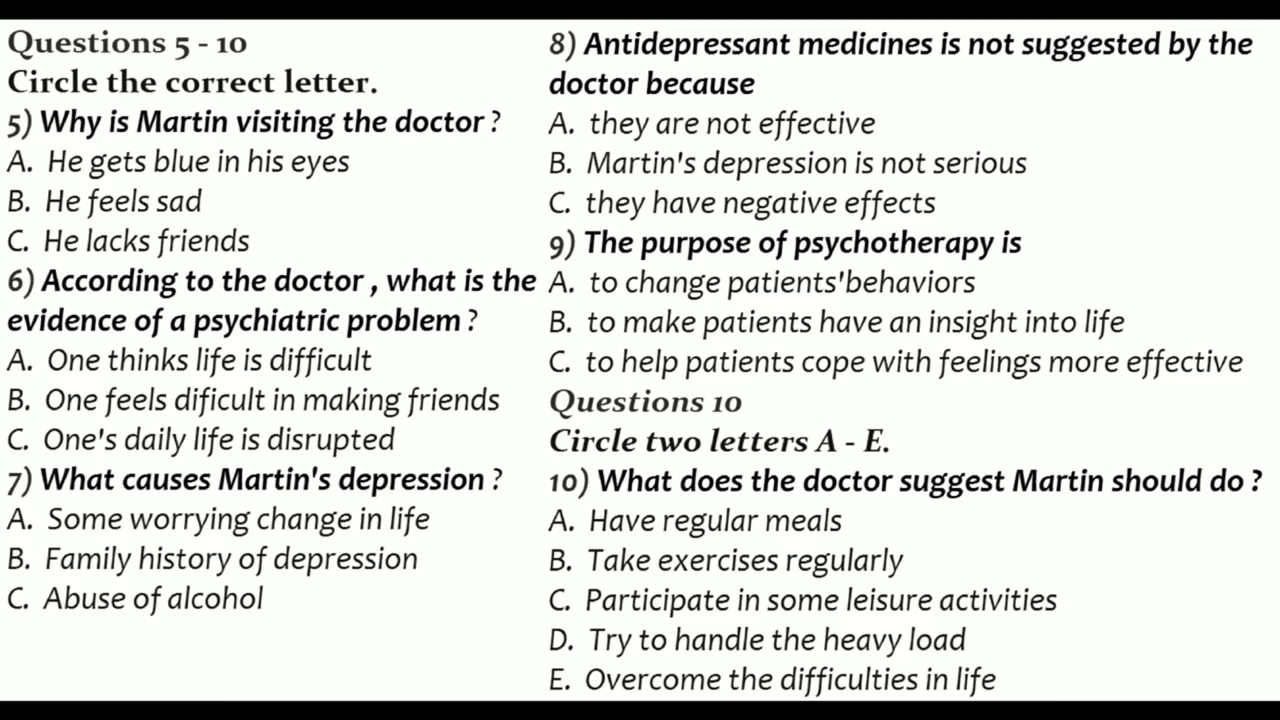 Questions 5 - 10
Circle the correct letter.
5) Why is Martin visiting the doctor ?
A. He gets blue in his eyes
B. He feels sad
C. He lacks friends
6) According to the doctor , what is the
evidence of a psychiatric problem ?
A. One thinks life is difficult
B. One feels dificult in making friends
C. One's daily life is disrupted
7) What causes Martin's depression ?
A. Some worrying change in life
B. Family history of depression
C. Abuse of alcohol
8) Antidepressant medicines is not suggested by the
doctor because
A. they are not effective
B. Martin's depression is not serious
C. they have negative effects
9) The purpose of psychotherapy is
A. to change patients'behaviors
B. to make patients have an insight into life
C. to help patients cope with feelings more effective
Questions 10
Circle two letters A - E.
10) What does the doctor suggest Martin should do ?
A. Have regular meals
B. Take exercises regularly
C. Participate in some leisure activities
D. Try to handle the heavy load
E. Overcome the difficulties in life